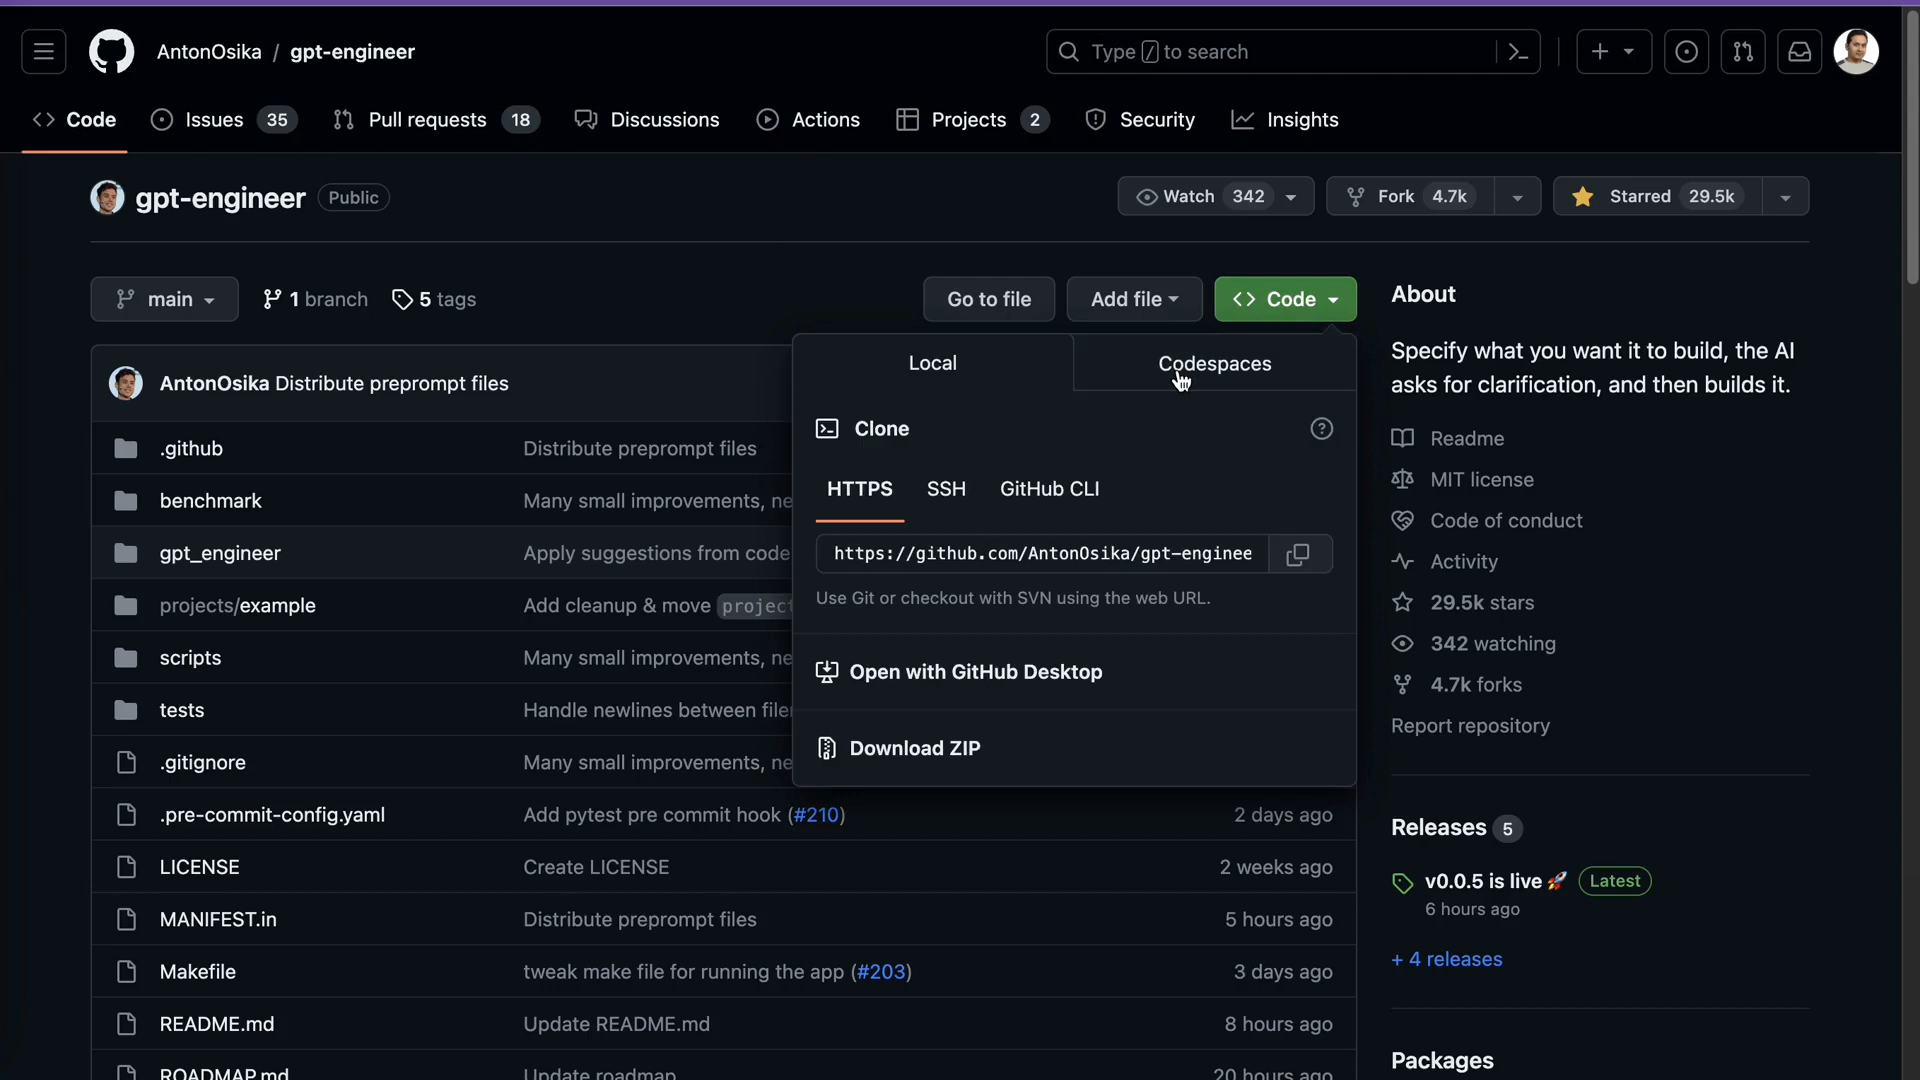 AntonOsika / gpt-engineer
Type / to search
Code
Issues 35
Pull requests 18
Discussions
Actions
Projects 2
Security
Insights
gpt-engineer Public
Watch 342
Fork 4.7k
Starred 29.5k
main
1 branch
5 tags
Go to file
Add file
Code
AntonOsika Distribute preprompt files
.github Distribute preprompt files
benchmark Many small improvements, ne
gpt_engineer Apply suggestions from code
projects/example Add cleanup & move project
scripts Many small improvements, ne
tests Handle newlines between file
.gitignore Many small improvements, ne
.pre-commit-config.yaml Add pytest pre commit hook (#210) 2 days ago
LICENSE Create LICENSE 2 weeks ago
MANIFEST.in Distribute preprompt files 5 hours ago
Makefile tweak make file for running the app (#203) 3 days ago
README.md Update README.md 8 hours ago
ROADMAP.md Update roadmap 20 hours ago
Local
Codespaces
Clone
HTTPS SSH GitHub CLI
https://github.com/AntonOsika/gpt-enginee
Use Git or checkout with SVN using the web URL.
Open with GitHub Desktop
Download ZIP
About
Specify what you want it to build, the AI
asks for clarification, and then builds it.
Readme
MIT license
Code of conduct
Activity
29.5k stars
342 watching
4.7k forks
Report repository
Releases 5
v0.0.5 is live 🚀 Latest
6 hours ago
+ 4 releases
Packages